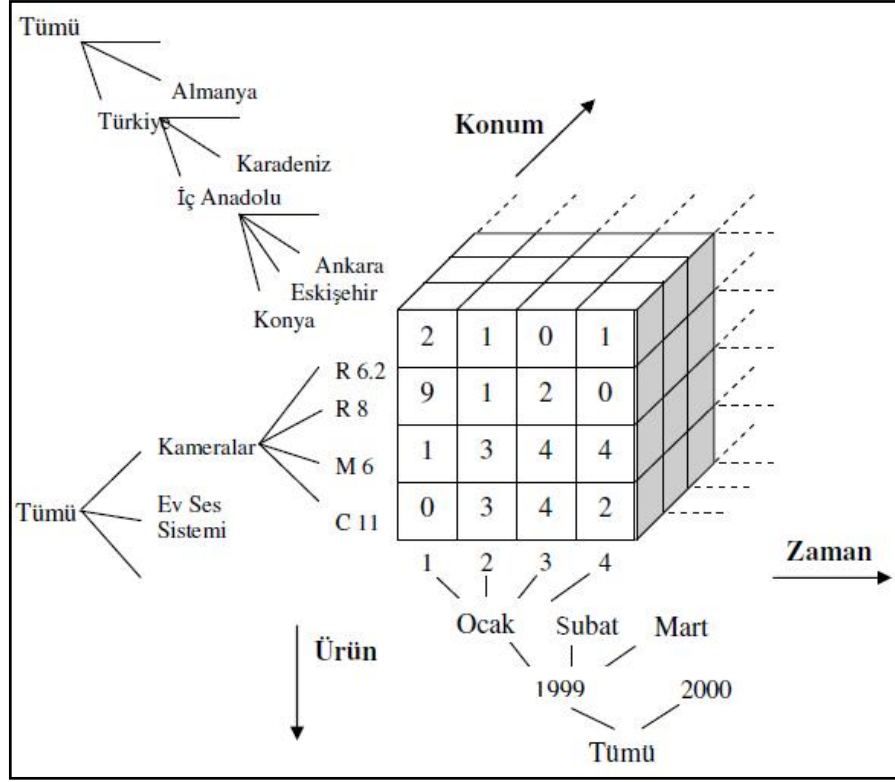 Tümü
Almanya
Türkiye
Karadeniz
İç Anadolu
Ankara
Eskişehir
Konya
Konum
R 6.2
R 8
M 6
C 11
Kameralar
Tümü
Ev Ses
Sistemi
2 1 0 1
9 1 2 0
1 3 4 4
0 3 4 2
1 2 3 4
Zaman
Ocak Şubat Mart
Ürün
1999 2000
Tümü